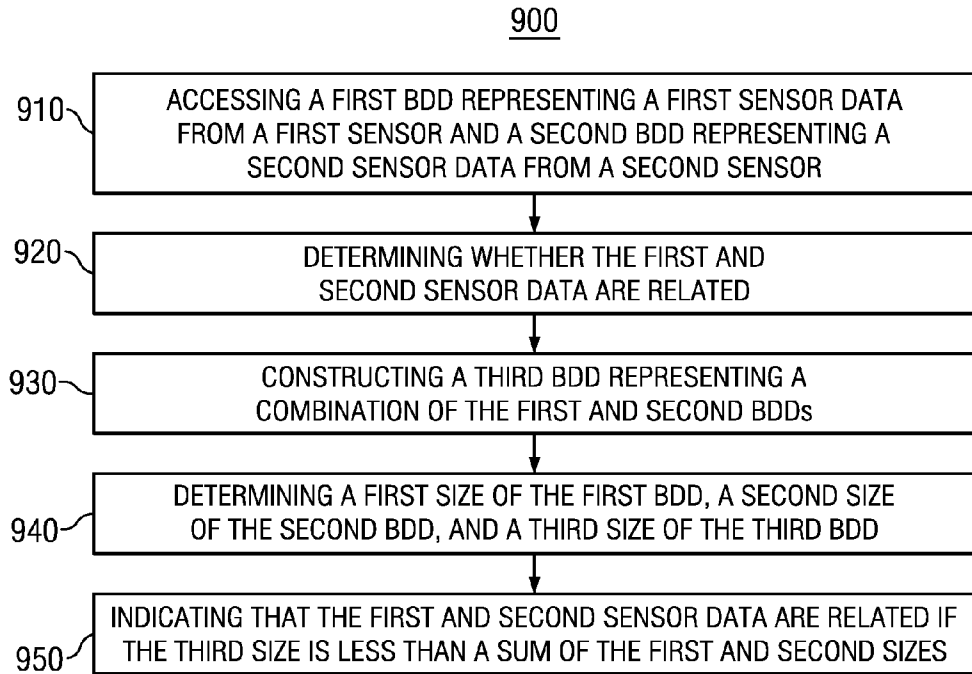 900
910
ACCESSING A FIRST BDD REPRESENTING A FIRST SENSOR DATA
FROM A FIRST SENSOR AND A SECOND BDD REPRESENTING A
SECOND SENSOR DATA FROM A SECOND SENSOR
920
DETERMINING WHETHER THE FIRST AND
SECOND SENSOR DATA ARE RELATED
930
CONSTRUCTING A THIRD BDD REPRESENTING A
COMBINATION OF THE FIRST AND SECOND BDDs
940
DETERMINING A FIRST SIZE OF THE FIRST BDD, A SECOND SIZE
OF THE SECOND BDD, AND A THIRD SIZE OF THE THIRD BDD
950
INDICATING THAT THE FIRST AND SECOND SENSOR DATA ARE RELATED IF
THE THIRD SIZE IS LESS THAN A SUM OF THE FIRST AND SECOND SIZES